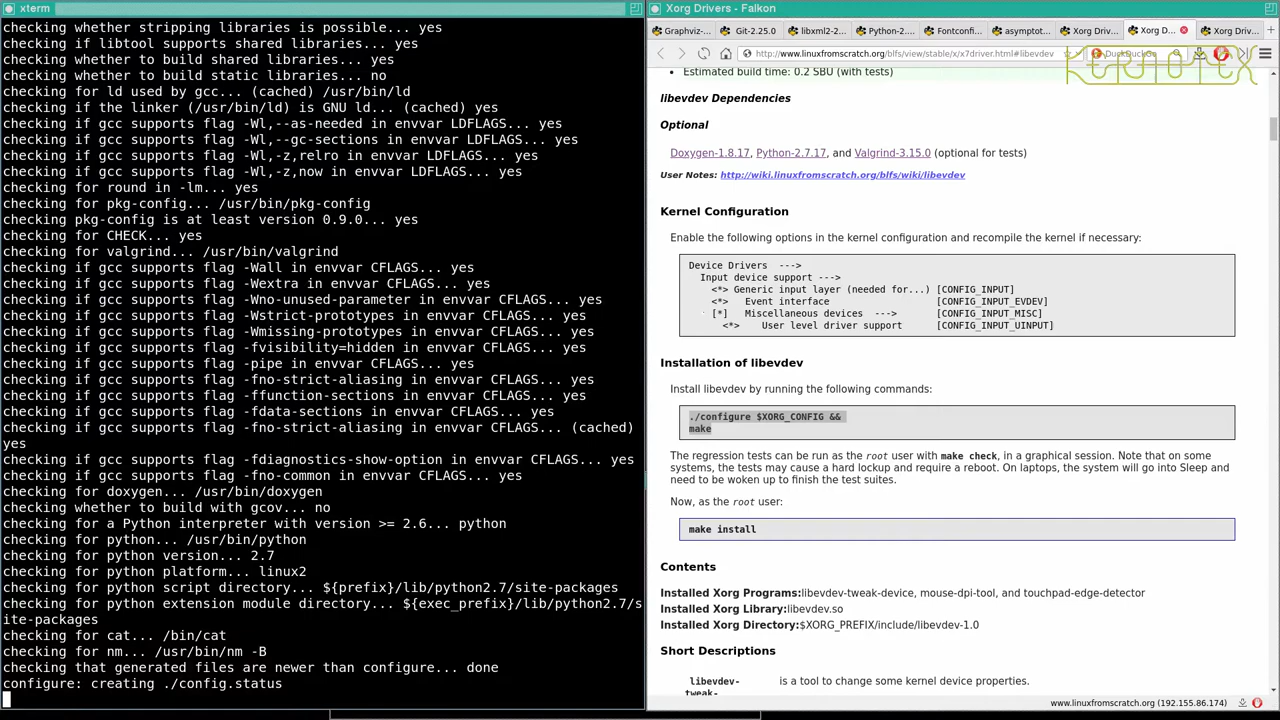 xterm
checking whether stripping libraries is possible... yes
checking if libtool supports shared libraries... yes
checking whether to build shared libraries... yes
checking whether to build static libraries... no
checking for ld used by gcc... (cached) /usr/bin/ld
checking if the linker (/usr/bin/ld) is GNU ld... (cached) yes
checking if gcc supports flag -Wl,--as-needed in envvar LDFLAGS... yes
checking if gcc supports flag -Wl,--gc-sections in envvar LDFLAGS... yes
checking if gcc supports flag -Wl,-z,relro in envvar LDFLAGS... yes
checking if gcc supports flag -Wl,-z,now in envvar LDFLAGS... yes
checking for round in -lm... yes
checking for pkg-config... /usr/bin/pkg-config
checking pkg-config is at least version 0.9.0... yes
checking for CHECK... yes
checking for valgrind... /usr/bin/valgrind
checking if gcc supports flag -Wall in envvar CFLAGS... yes
checking if gcc supports flag -Wextra in envvar CFLAGS... yes
checking if gcc supports flag -Wno-unused-parameter in envvar CFLAGS... yes
checking if gcc supports flag -Wstrict-prototypes in envvar CFLAGS... yes
checking if gcc supports flag -Wmissing-prototypes in envvar CFLAGS... yes
checking if gcc supports flag -fvisibility=hidden in envvar CFLAGS... yes
checking if gcc supports flag -pipe in envvar CFLAGS... yes
checking if gcc supports flag -fno-strict-aliasing in envvar CFLAGS... yes
checking if gcc supports flag -ffunction-sections in envvar CFLAGS... yes
checking if gcc supports flag -fdata-sections in envvar CFLAGS... yes
checking if gcc supports flag -fno-strict-aliasing in envvar CFLAGS... (cached)
yes
checking if gcc supports flag -fdiagnostics-show-option in envvar CFLAGS... yes
checking if gcc supports flag -fno-common in envvar CFLAGS... yes
checking for doxygen... /usr/bin/doxygen
checking whether to build with gcov... no
checking for a Python interpreter with version >= 2.6... python
checking for python... /usr/bin/python
checking for python version... 2.7
checking for python platform... linux2
checking for python script directory... ${prefix}/lib/python2.7/site-packages
checking for python extension module directory... ${exec_prefix}/lib/python2.7/s
ite-packages
checking for cat... /bin/cat
checking for nm... /usr/bin/nm -B
checking that generated files are newer than configure... done
configure: creating ./config.status
Xorg Drivers - Falkon
Graphviz-... Git-2.25.0 libxml2-2... Python-2.... Fontconfi... asymptot... Xorg Driv... Xorg D... Xorg Driv...
http://www.linuxfromscratch.org/blfs/view/stable/x/x7driver.html#libevdev DuckDuckGo
KERNOTEX
• Estimated build time: 0.2 SBU (with tests)
libevdev Dependencies
Optional
Doxygen-1.8.17, Python-2.7.17, and Valgrind-3.15.0 (optional for tests)
User Notes: http://wiki.linuxfromscratch.org/blfs/wiki/libevdev
Kernel Configuration
Enable the following options in the kernel configuration and recompile the kernel if necessary:
Device Drivers --->
Input device support --->
<*> Generic input layer (needed for...) [CONFIG_INPUT]
<*> Event interface [CONFIG_INPUT_EVDEV]
[*] Miscellaneous devices ---> [CONFIG_INPUT_MISC]
<*> User level driver support [CONFIG_INPUT_UINPUT]
Installation of libevdev
Install libevdev by running the following commands:
./configure $XORG_CONFIG &&
make
The regression tests can be run as the root user with make check, in a graphical session. Note that on some
systems, the tests may cause a hard lockup and require a reboot. On laptops, the system will go into Sleep and
need to be woken up to finish the test suites.
Now, as the root user:
make install
Contents
Installed Xorg Programs:libevdev-tweak-device, mouse-dpi-tool, and touchpad-edge-detector
Installed Xorg Library:libevdev.so
Installed Xorg Directory:$XORG_PREFIX/include/libevdev-1.0
Short Descriptions
libevdev- is a tool to change some kernel device properties.
tweak-
www.linuxfromscratch.org (192.155.86.174)